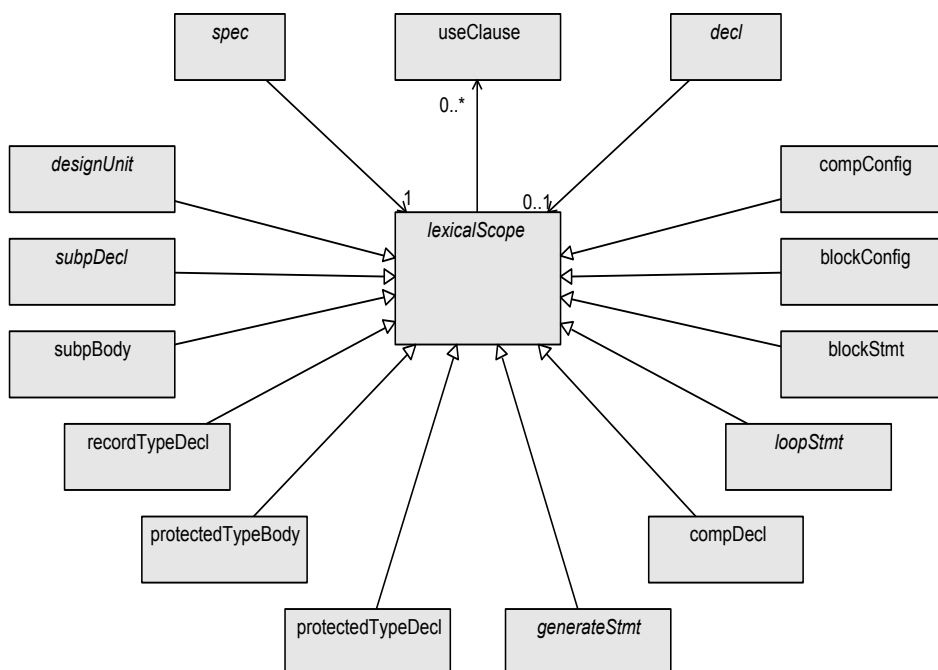 spec
useClause
decl
0..*
designUnit
compConfig
1
0..1
lexicalScope
subpDecl
blockConfig
subpBody
blockStmt
recordTypeDecl
loopStmt
protectedTypeBody
compDecl
protectedTypeDecl
generateStmt